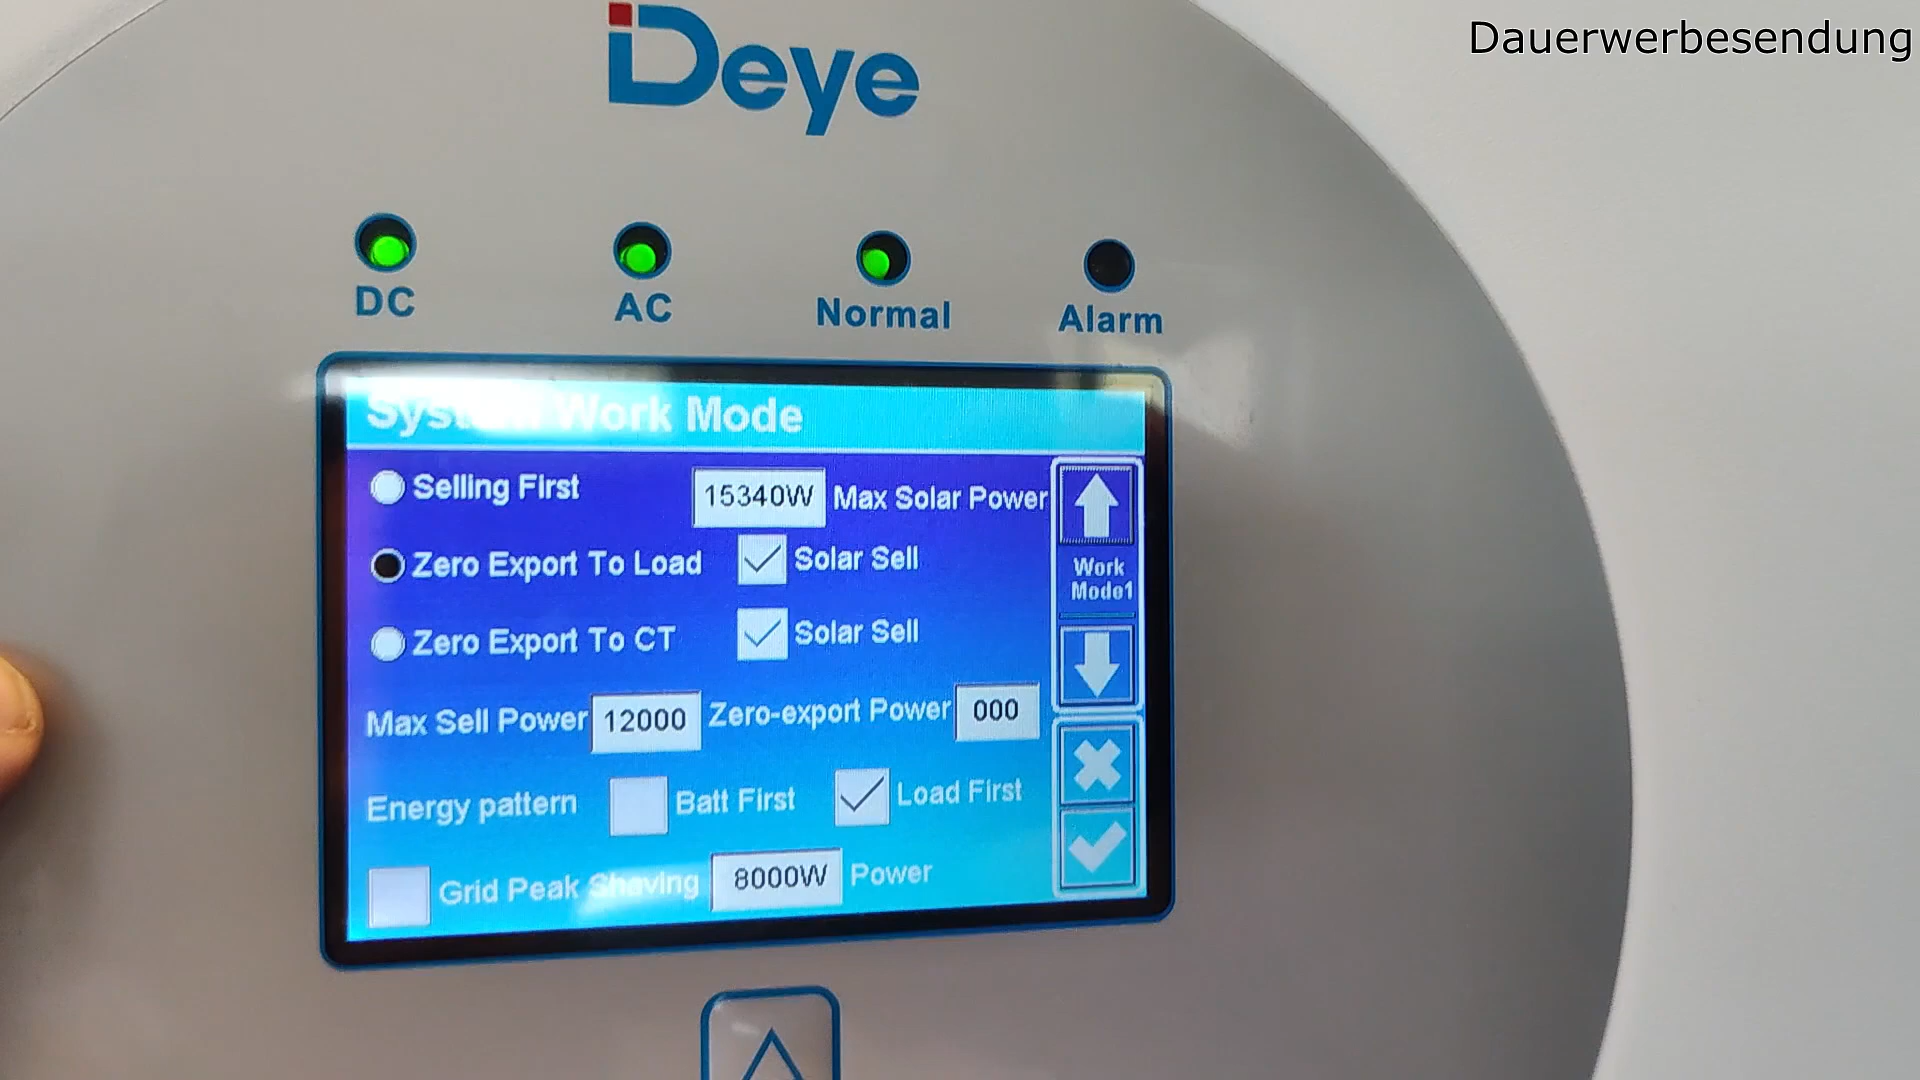 Dauerwerbesendung
Deye
DC AC Normal Alarm
System Work Mode
Selling First 15340W Max Solar Power
Zero Export To Load Solar Sell
Work Mode1
Zero Export To CT Solar Sell
Max Sell Power 12000 Zero-export Power 000
Energy pattern Batt First Load First
Grid Peak Shaving 8000W Power